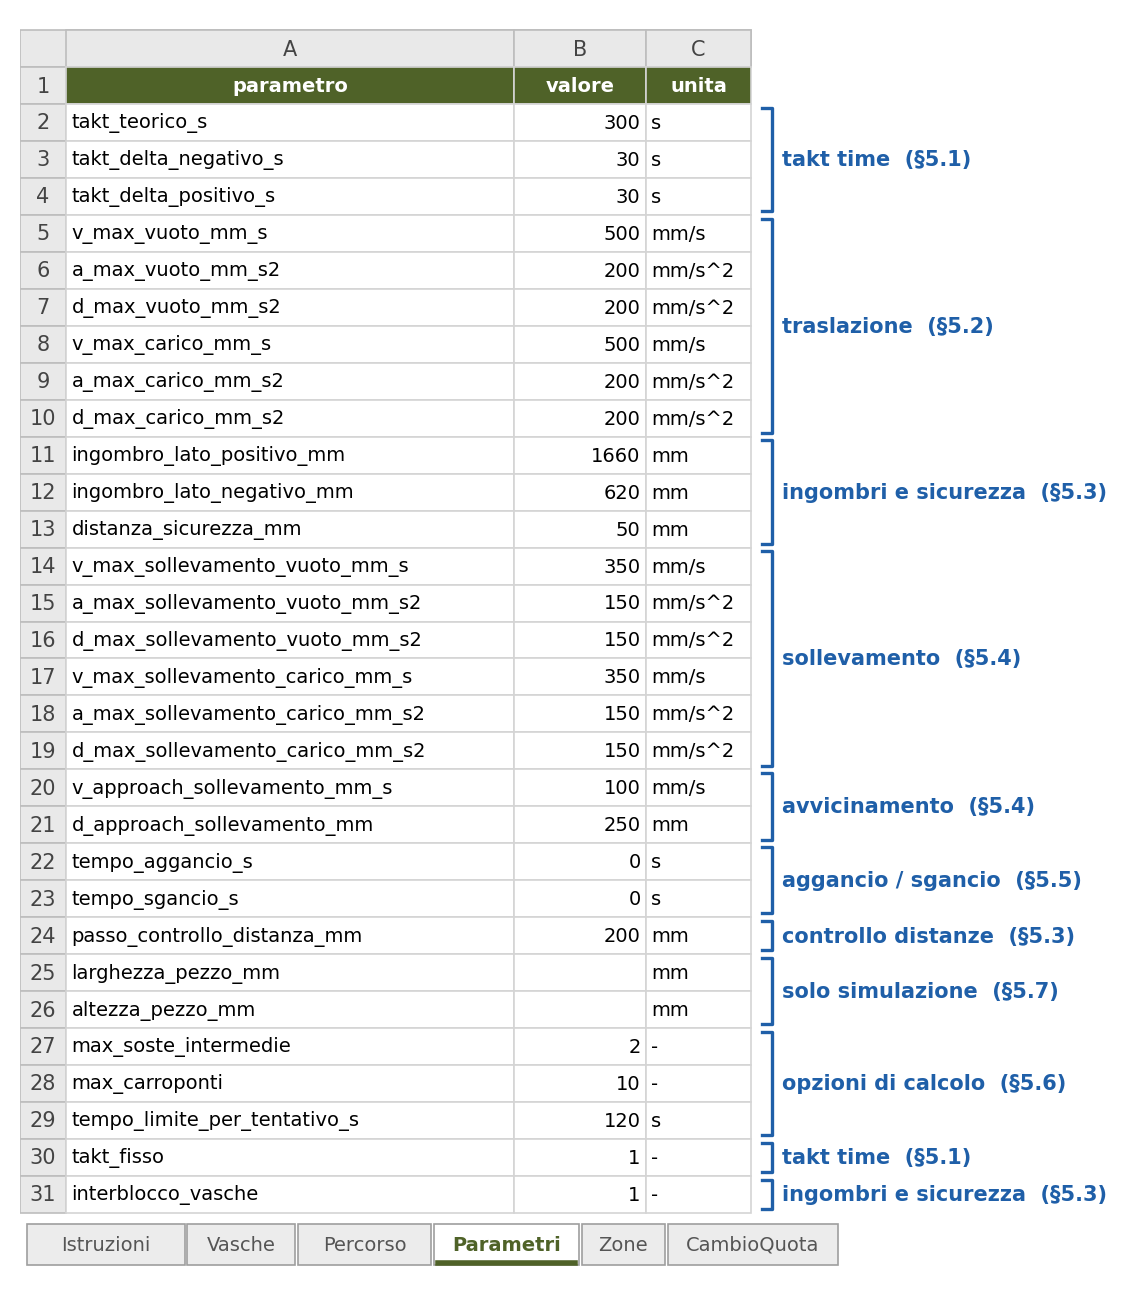 A B C
1 parametro valore unita
2 takt_teorico_s 300 s
3 takt_delta_negativo_s 30 s takt time (§5.1)
4 takt_delta_positivo_s 30 s
5 v_max_vuoto_mm_s 500 mm/s
6 a_max_vuoto_mm_s2 200 mm/s^2
7 d_max_vuoto_mm_s2 200 mm/s^2 traslazione (§5.2)
8 v_max_carico_mm_s 500 mm/s
9 a_max_carico_mm_s2 200 mm/s^2
10 d_max_carico_mm_s2 200 mm/s^2
11 ingombro_lato_positivo_mm 1660 mm
12 ingombro_lato_negativo_mm 620 mm ingombri e sicurezza (§5.3)
13 distanza_sicurezza_mm 50 mm
14 v_max_sollevamento_vuoto_mm_s 350 mm/s
15 a_max_sollevamento_vuoto_mm_s2 150 mm/s^2
16 d_max_sollevamento_vuoto_mm_s2 150 mm/s^2 sollevamento (§5.4)
17 v_max_sollevamento_carico_mm_s 350 mm/s
18 a_max_sollevamento_carico_mm_s2 150 mm/s^2
19 d_max_sollevamento_carico_mm_s2 150 mm/s^2
20 v_approach_sollevamento_mm_s 100 mm/s avvicinamento (§5.4)
21 d_approach_sollevamento_mm 250 mm
22 tempo_aggancio_s 0 s aggancio / sgancio (§5.5)
23 tempo_sgancio_s 0 s
24 passo_controllo_distanza_mm 200 mm controllo distanze (§5.3)
25 larghezza_pezzo_mm mm solo simulazione (§5.7)
26 altezza_pezzo_mm mm
27 max_soste_intermedie 2 -
28 max_carroponti 10 - opzioni di calcolo (§5.6)
29 tempo_limite_per_tentativo_s 120 s
30 takt_fisso 1 - takt time (§5.1)
31 interblocco_vasche 1 - ingombri e sicurezza (§5.3)
Istruzioni Vasche Percorso Parametri Zone CambioQuota